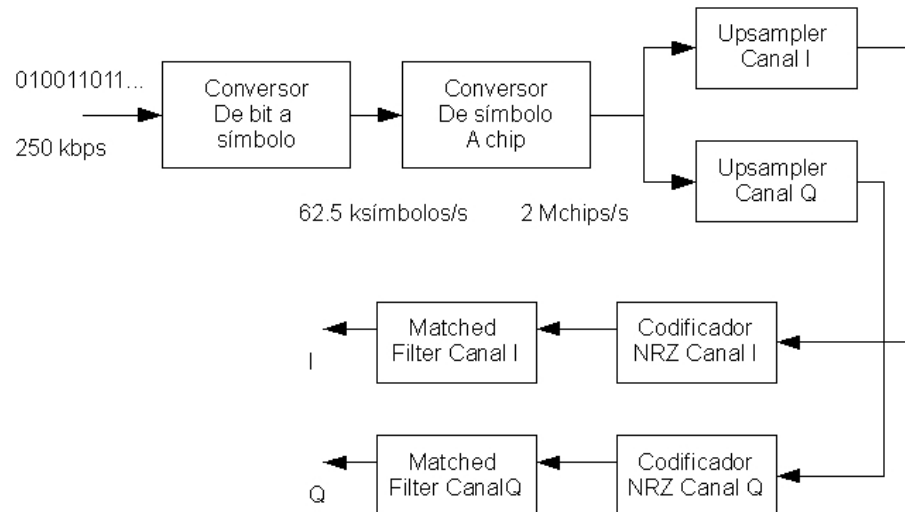 010011011...
250 kbps
Conversor
De bit a
símbolo
Conversor
De símbolo
A chip
Upsampler
Canal I
Upsampler
Canal Q
62.5 ksímbolos/s
2 Mchips/s
Matched
Filter Canal I
Codificador
NRZ Canal I
I
Matched
Filter CanalQ
Codificador
NRZ Canal Q
Q